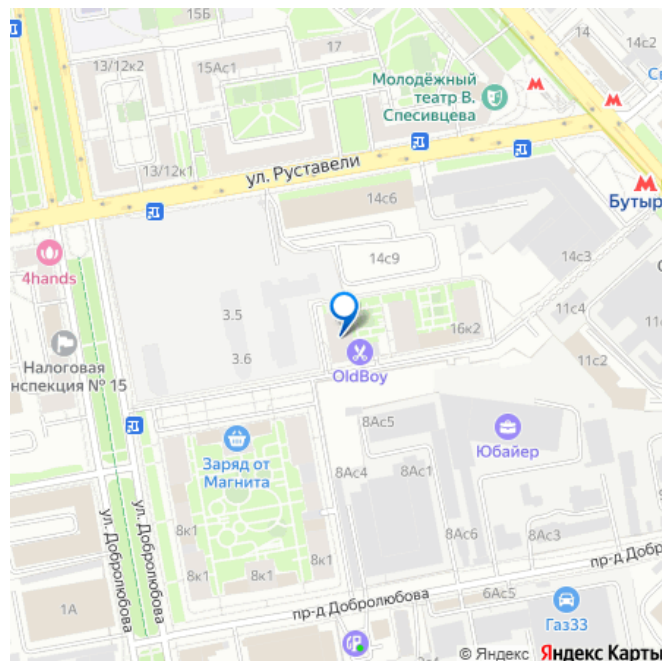 15Б
14
14с2
13/12к2
15Ас1
17
Молодёжный
театр В.
Спесивцева
13/12к1
ул. Руставели
14с6
Бутыр
4hands
14с9
14с3
3.5
11с4
16к2
Налоговая
нспекция № 15
3.6
OldBoy
11с2
8Ас5
Юбайер
Заряд от
Магнита
8Ас4
8Ас1
ул. Добролюбова
ул. Добролюбова
8к1
8к1
8к1
8к1
8Ас6
8Ас3
пр-д Добро
1А
пр-д Добролюбова
6Ас5
Газ33
© Яндекс Яндекс Карты